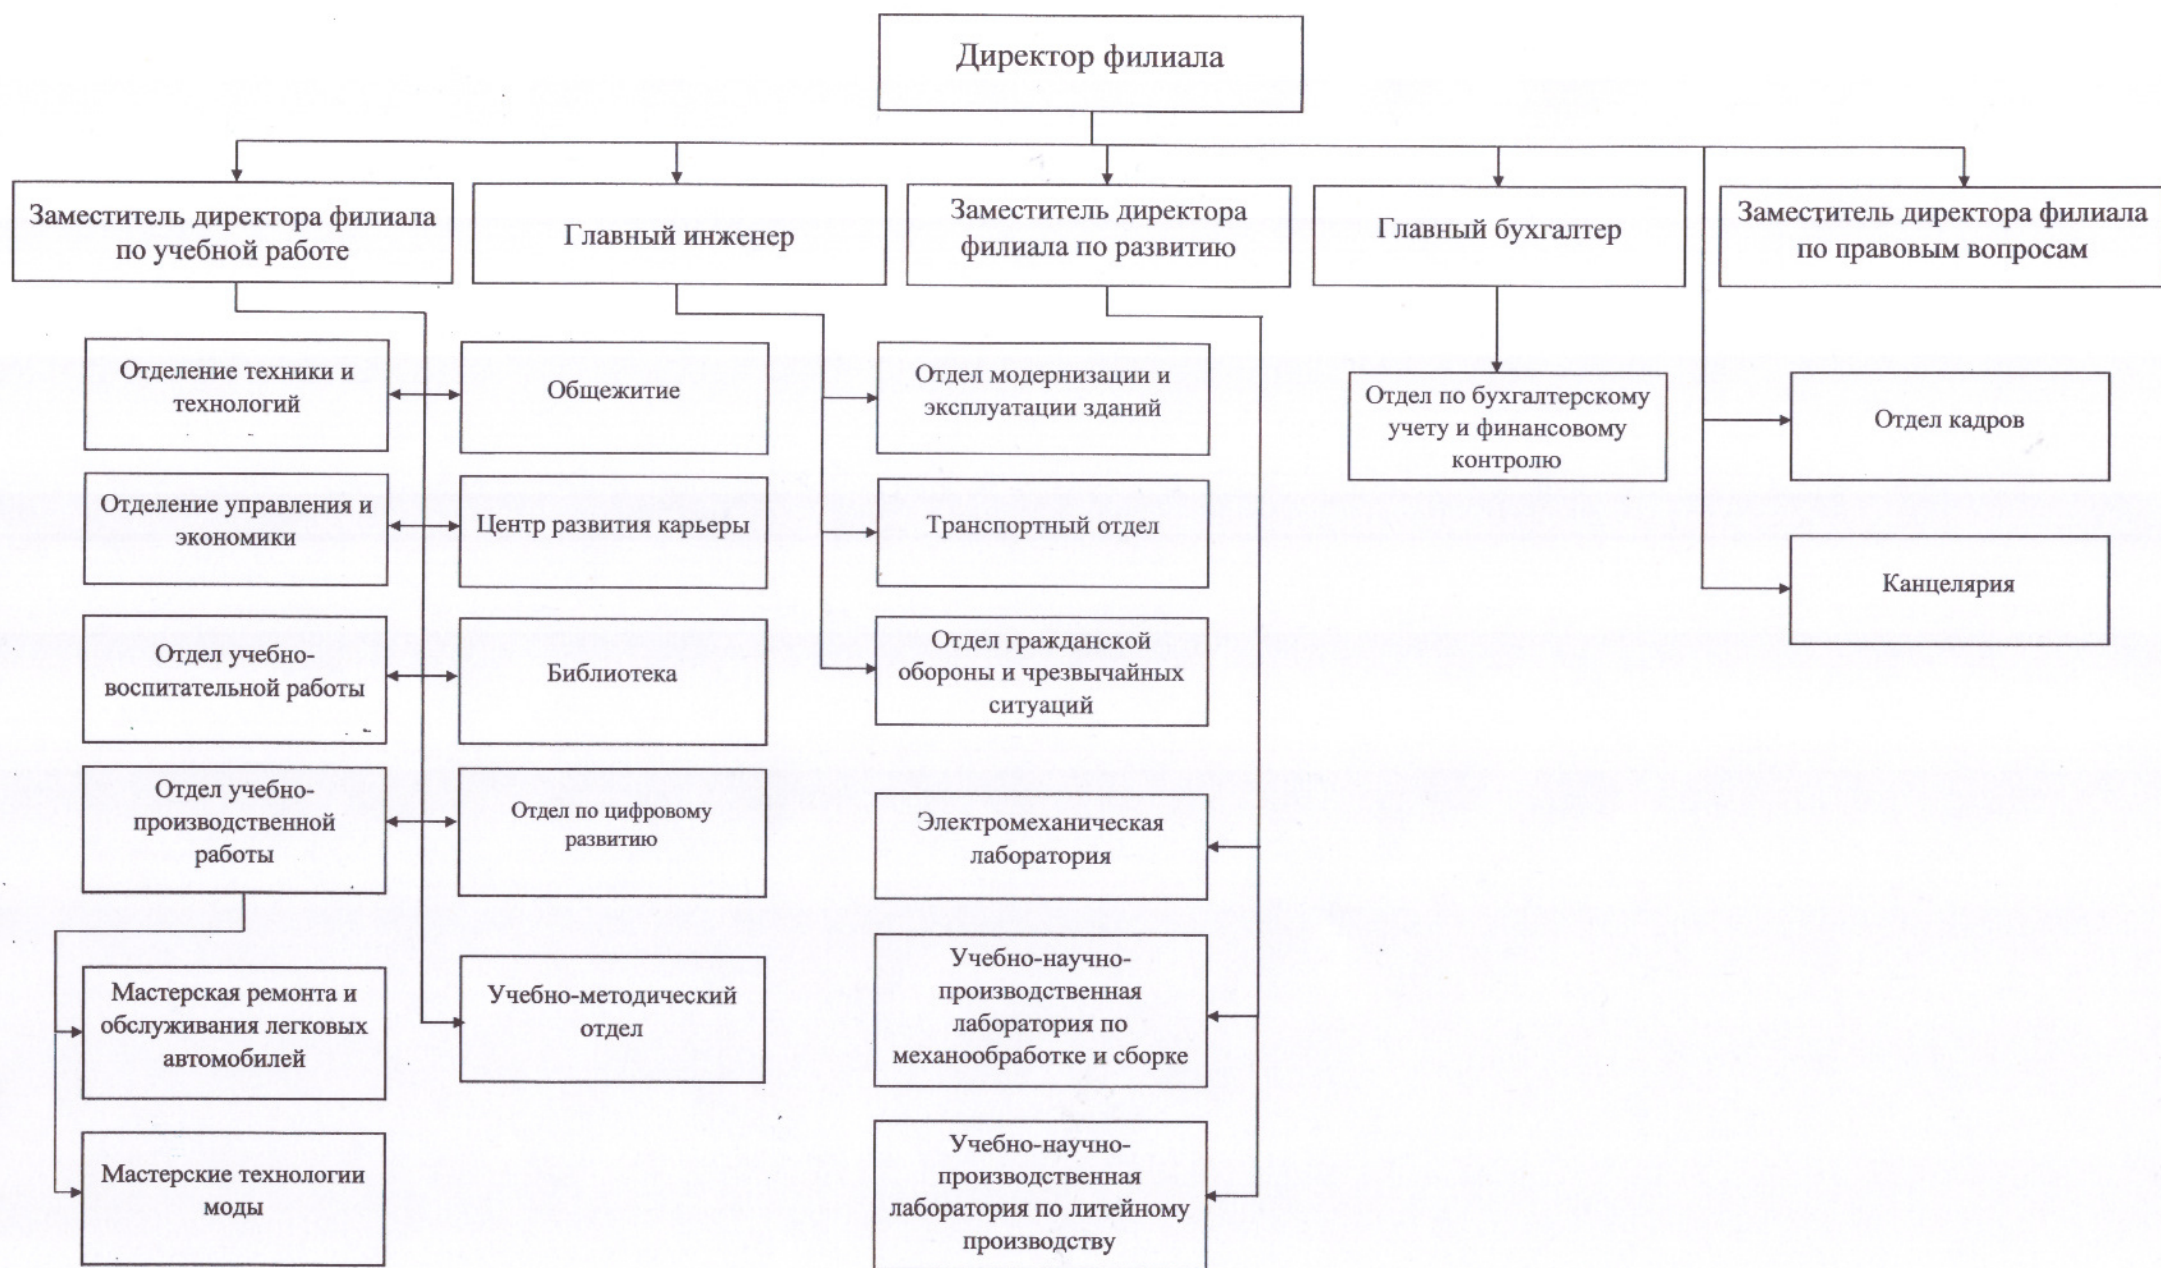 Директор филиала
Заместитель директора филиала
по учебной работе
Главный инженер
Заместитель директора
филиала по развитию
Главный бухгалтер
Заместитель директора филиала
по правовым вопросам
Отделение техники и
технологий
Общежитие
Отдел модернизации и
эксплуатации зданий
Отдел по бухгалтерскому
учету и финансовому
контролю
Отдел кадров
Отделение управления и
экономики
Центр развития карьеры
Транспортный отдел
Канцелярия
Отдел учебно-
воспитательной работы
Библиотека
Отдел гражданской
обороны и чрезвычайных
ситуаций
Отдел учебно-
производственной
работы
Отдел по цифровому
развитию
Электромеханическая
лаборатория
Мастерская ремонта и
обслуживания легковых
автомобилей
Учебно-методический
отдел
Учебно-научно-
производственная
лаборатория по
механообработке и сборке
Мастерские технологии
моды
Учебно-научно-
производственная
лаборатория по литейному
производству